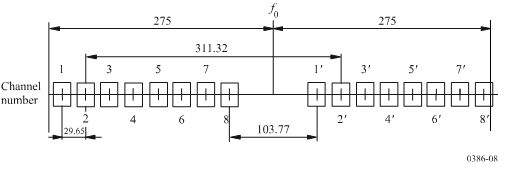 f0
275 275
311.32
1 3 5 7 1′ 3′ 5′ 7′
Channel
number
2 4 6 8 2′ 4′ 6′ 8′
29.65 103.77
0386-08